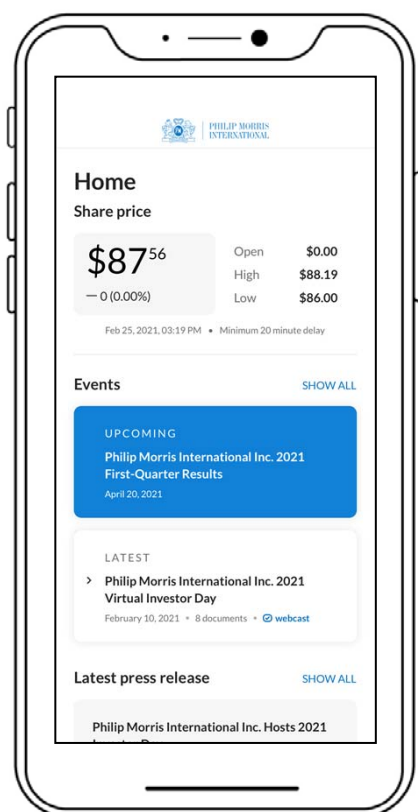 PHILIP MORRIS
INTERNATIONAL
Home
Share price
$87 56
— 0 (0.00%)
Open $0.00
High $88.19
Low $86.00
Feb 25, 2021, 03:19 PM • Minimum 20 minute delay
Events SHOW ALL
UPCOMING
Philip Morris International Inc. 2021
First-Quarter Results
April 20, 2021
LATEST
Philip Morris International Inc. 2021
Virtual Investor Day
February 10, 2021 • 8 documents • webcast
Latest press release SHOW ALL
Philip Morris International Inc. Hosts 2021